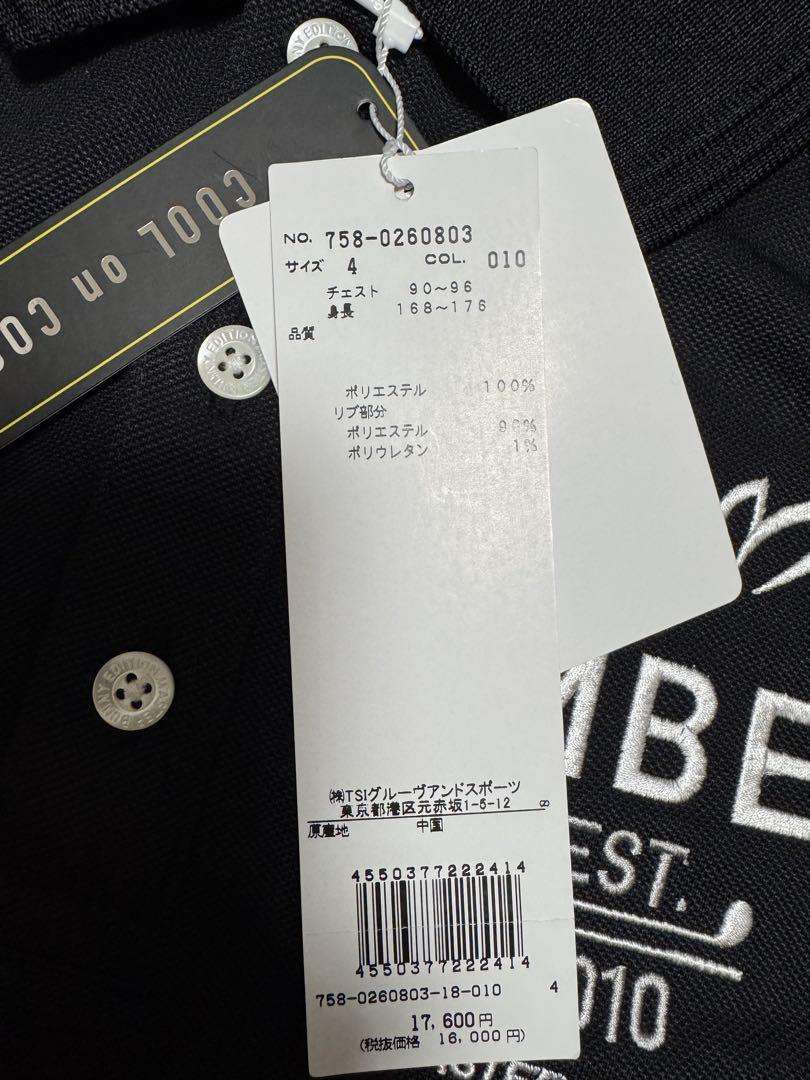 COOL on COO
NO. 758-0260803
サイズ 4 COL. 010
チェスト 90～96
身長 168～176
品質
ポリエステル 100%
リブ部分
ポリエステル 99%
ポリウレタン 1%
㈱TSIグルーヴアンドスポーツ
東京都港区元赤坂1-5-12 ∞
原産地 中国
4550377222414
4550377222414
758-0260803-18-010 4
17,600円
(税抜価格 16,000円)
MBE
EST.
010
NY EDITION
EDITION
BUNNY EDITION